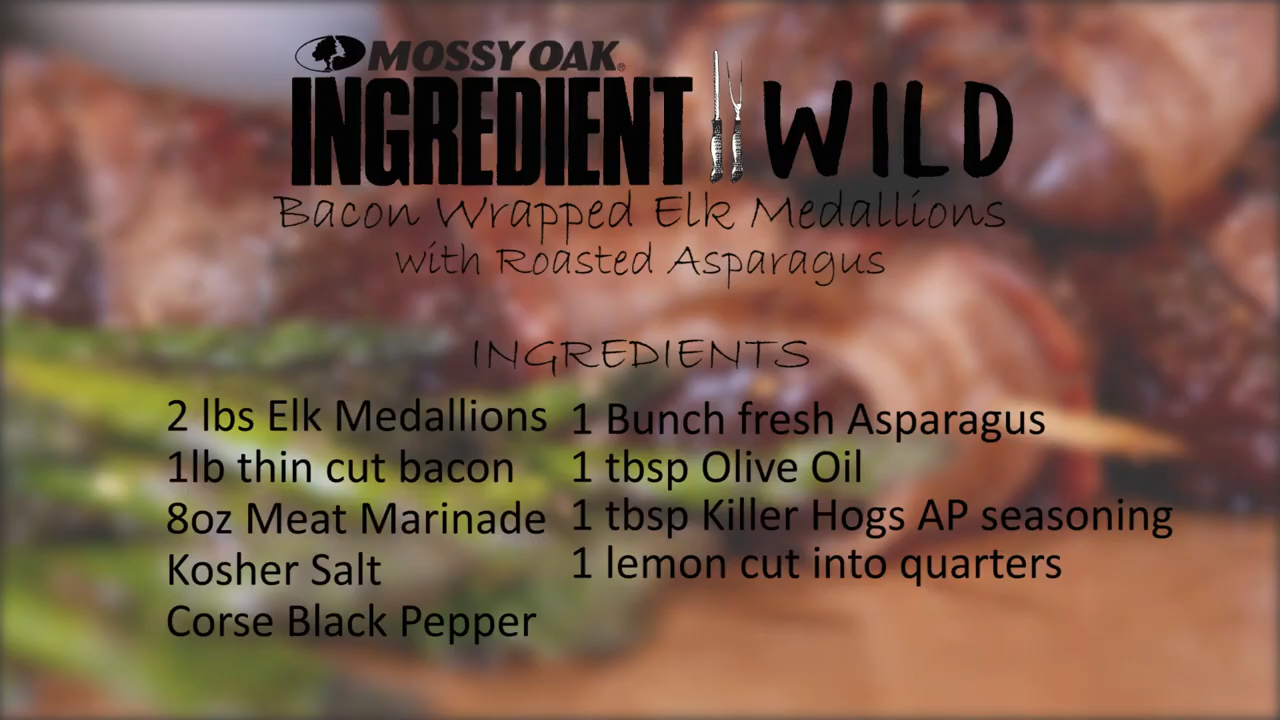 MOSSY OAK®
INGREDIENT WILD
Bacon Wrapped Elk Medallions
with Roasted Asparagus
INGREDIENTS
2 lbs Elk Medallions
1lb thin cut bacon
8oz Meat Marinade
Kosher Salt
Corse Black Pepper
1 Bunch fresh Asparagus
1 tbsp Olive Oil
1 tbsp Killer Hogs AP seasoning
1 lemon cut into quarters